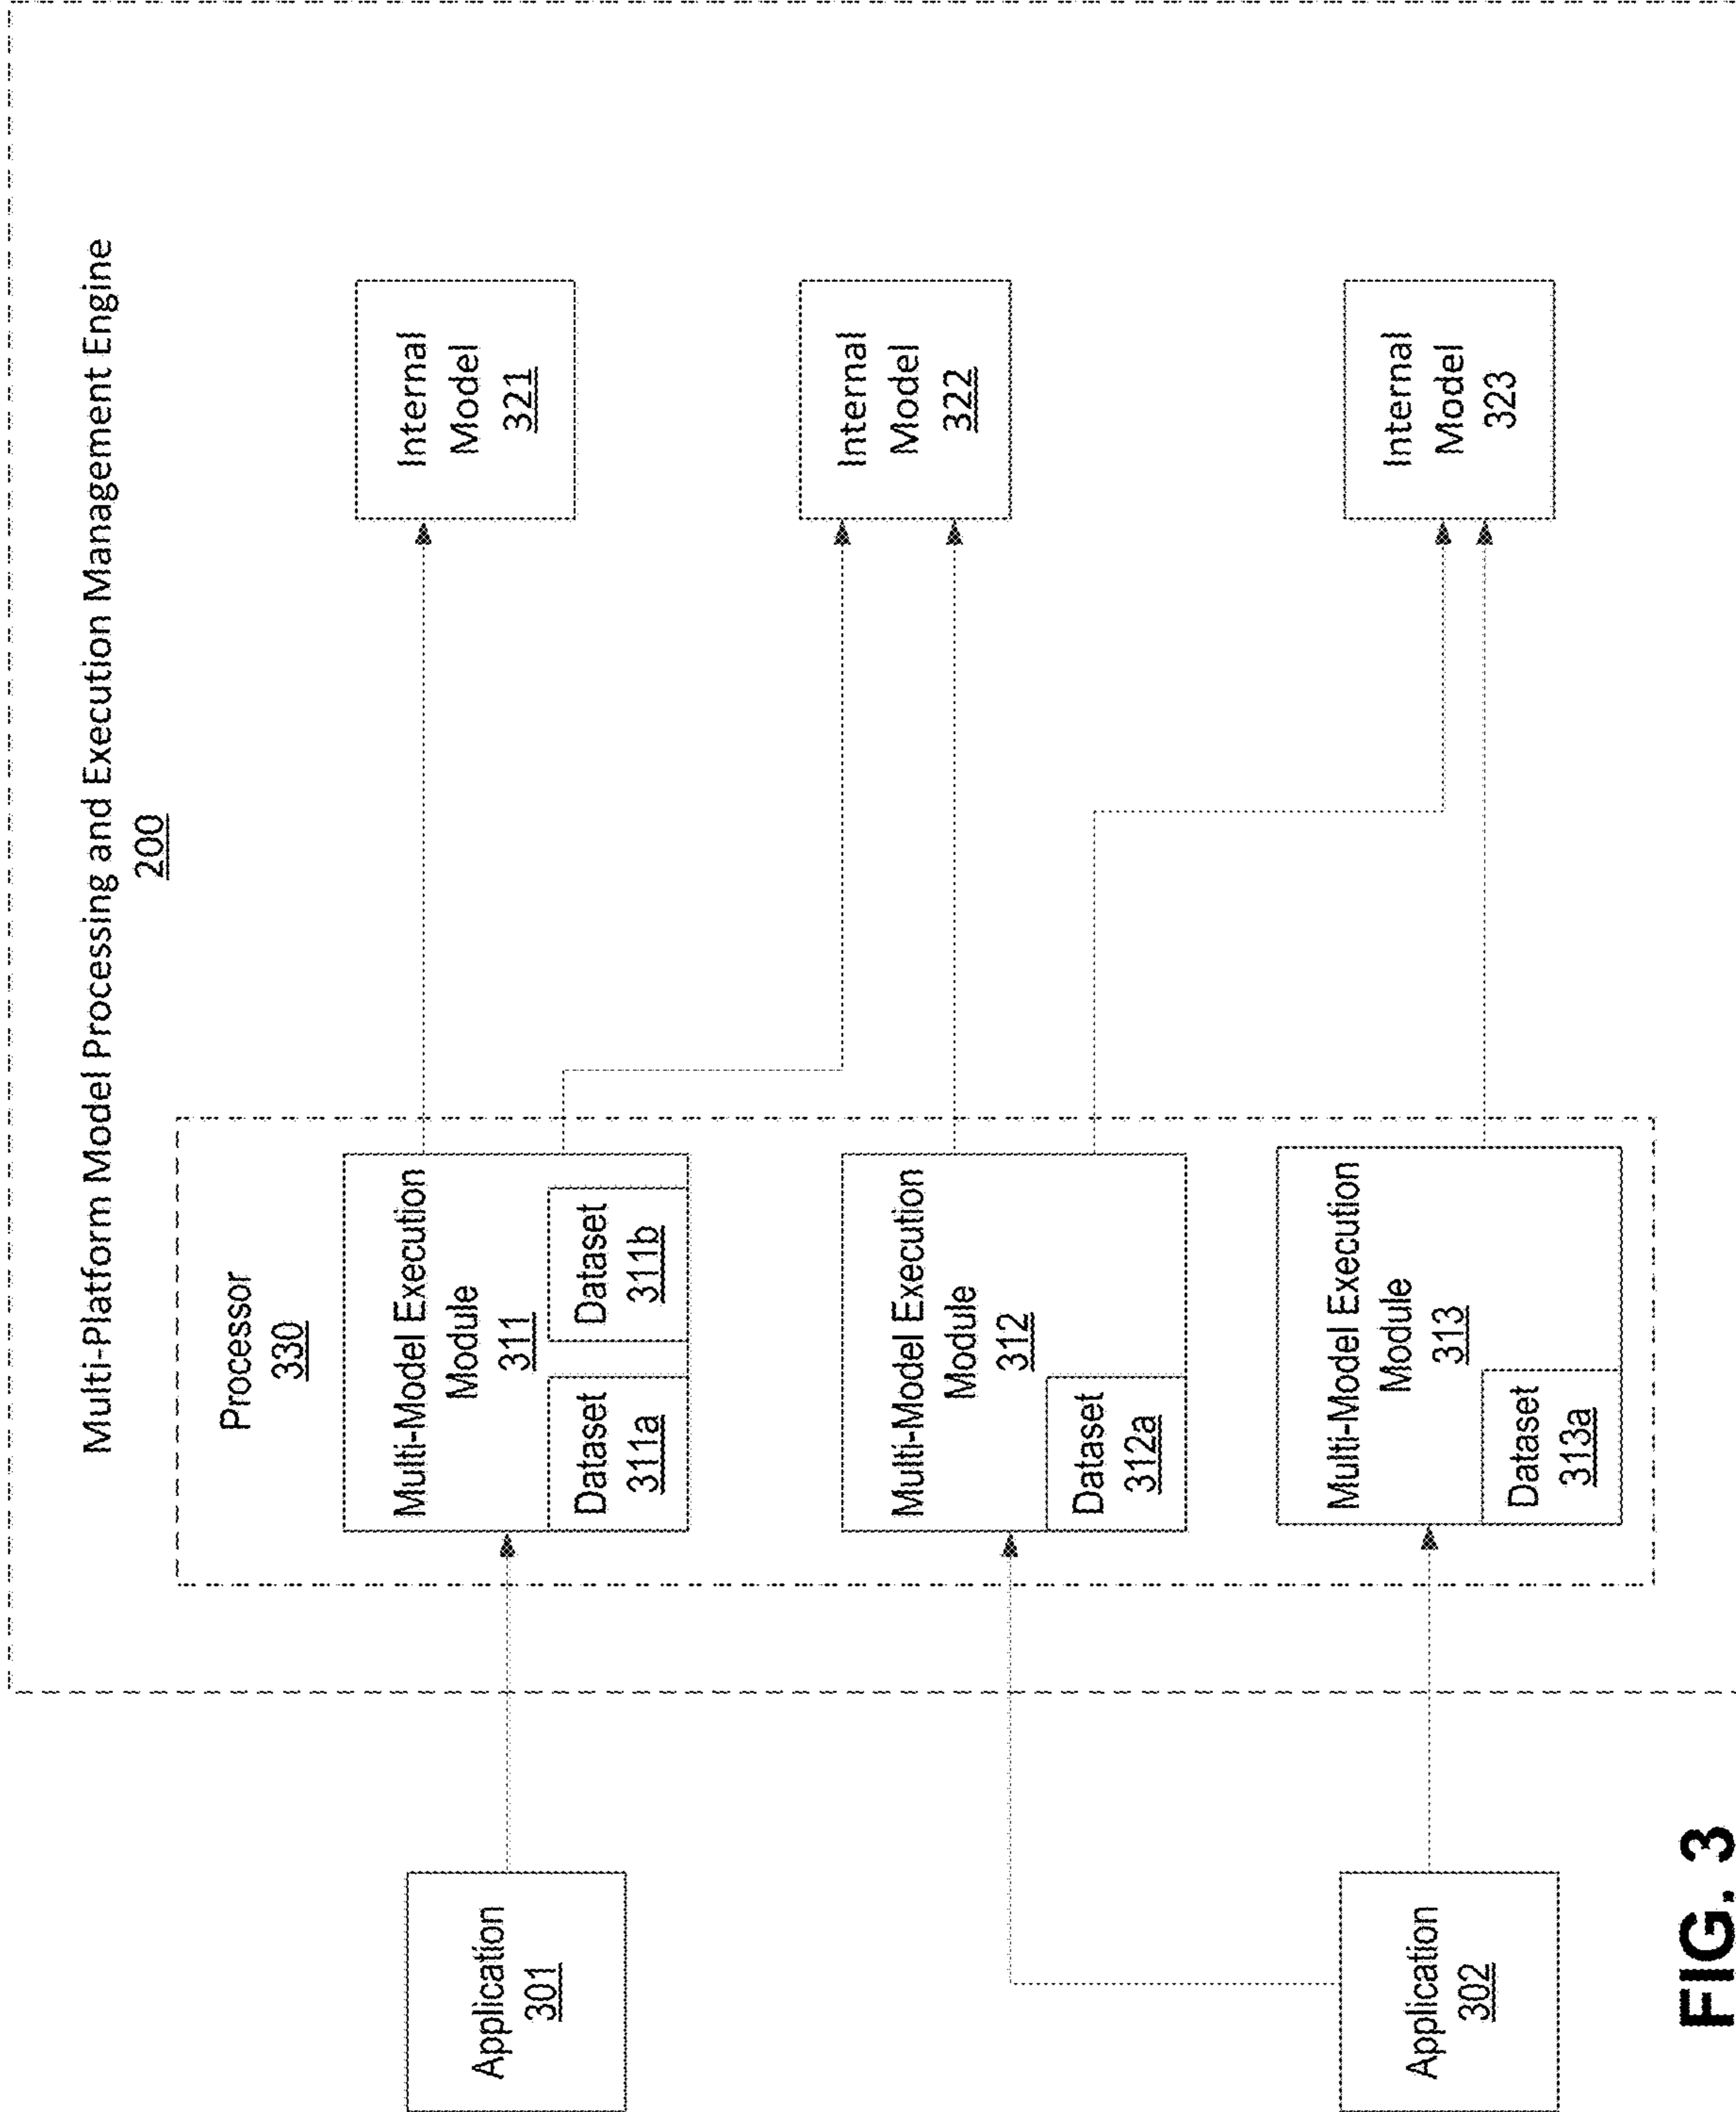 Multi-Platform Model Processing and Execution Management Engine
200
Processor
330
Application
301
Multi-Model Execution
Module
311
Dataset
311a
Dataset
311b
Internal
Model
321
Multi-Model Execution
Module
312
Dataset
312a
Internal
Model
322
Application
302
Multi-Model Execution
Module
313
Dataset
313a
Internal
Model
323
FIG. 3